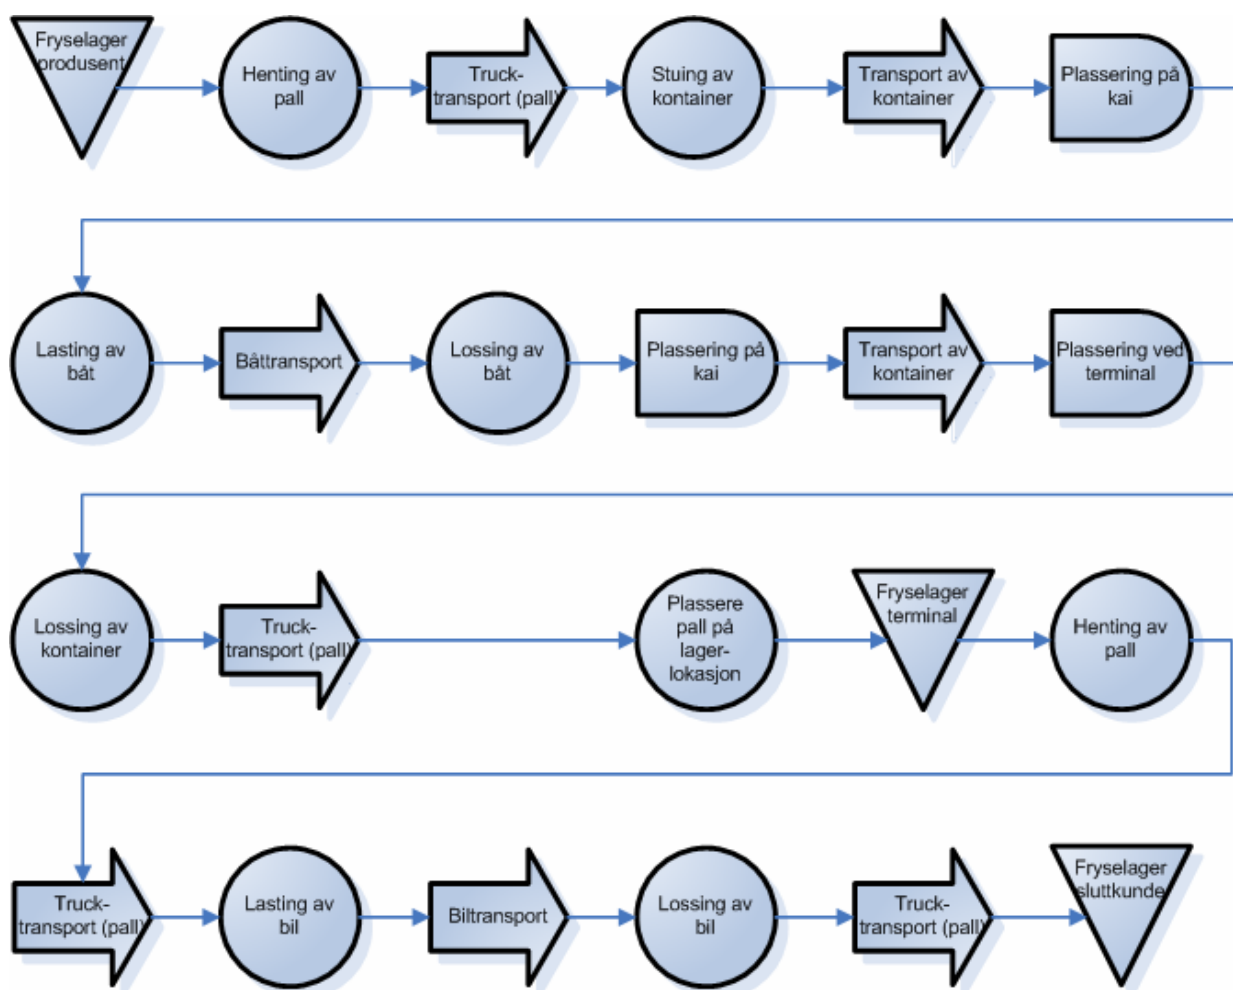 Fryselager
produsent
Henting av
pall
Truck-
transport (pall)
Stuing av
kontainer
Transport av
kontainer
Plassering på
kai
Lasting av
båt
Båttransport
Lossing av
båt
Plassering på
kai
Transport av
kontainer
Plassering ved
terminal
Lossing av
kontainer
Truck-
transport (pall)
Plassere
pall på
lager-
lokasjon
Fryselager
terminal
Henting av
pall
Truck-
transport (pall)
Lasting av
bil
Biltransport
Lossing av
bil
Truck-
transport (pall)
Fryselager
sluttkunde